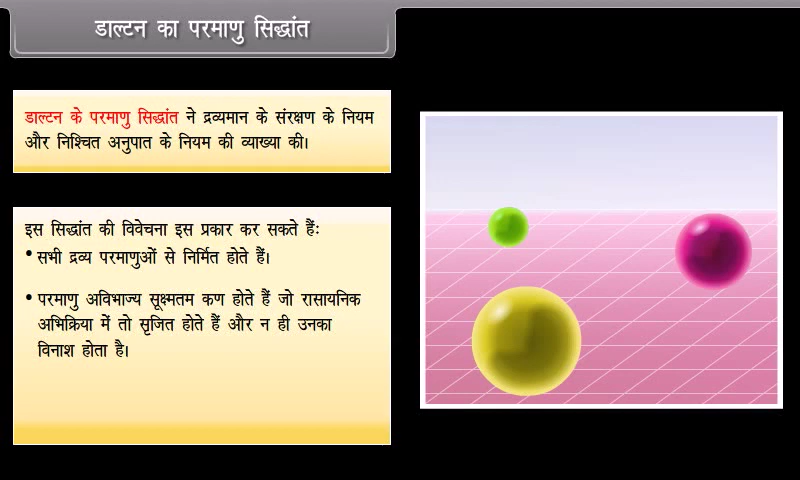 डाल्टन का परमाणु सिद्धांत
डाल्टन के परमाणु सिद्धांत ने द्रव्यमान के संरक्षण के नियम
और निश्चित अनुपात के नियम की व्याख्या की।
इस सिद्धांत की विवेचना इस प्रकार कर सकते हैंः
• सभी द्रव्य परमाणुओं से निर्मित होते हैं।
• परमाणु अविभाज्य सूक्ष्मतम कण होते हैं जो रासायनिक
अभिक्रिया में तो सृजित होते हैं और न ही उनका
विनाश होता है।